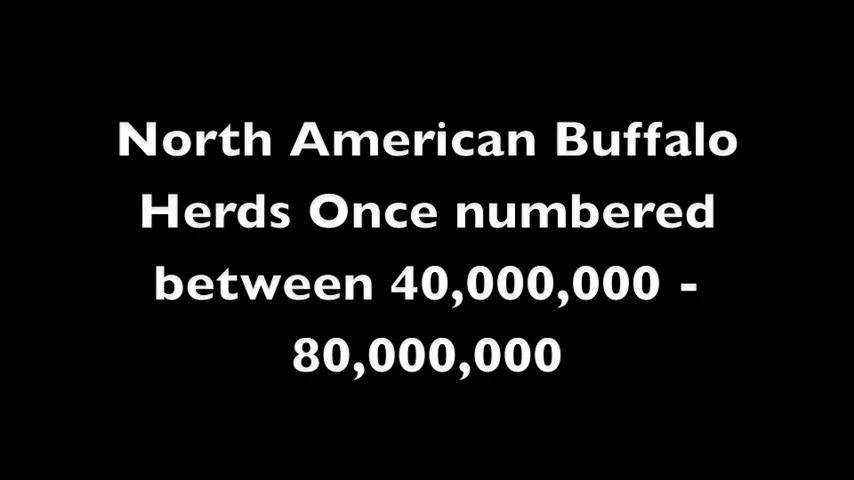 North American Buffalo
Herds Once numbered
between 40,000,000 -
80,000,000